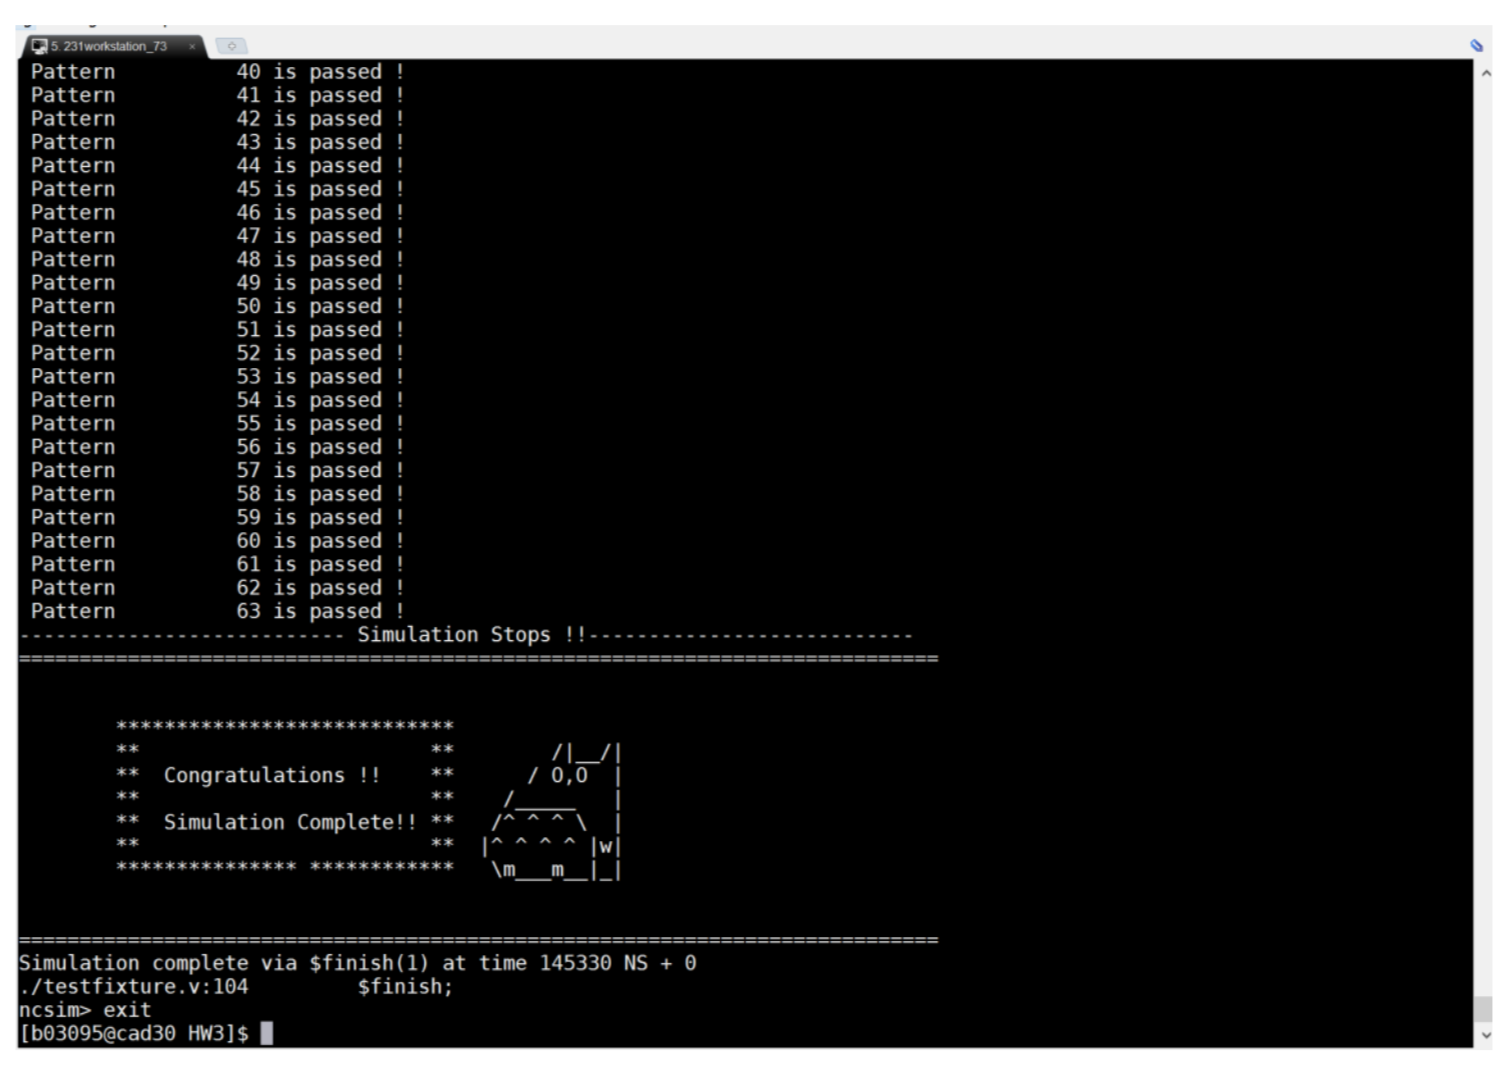 5. 231workstation_73
Pattern          40 is passed !
Pattern          41 is passed !
Pattern          42 is passed !
Pattern          43 is passed !
Pattern          44 is passed !
Pattern          45 is passed !
Pattern          46 is passed !
Pattern          47 is passed !
Pattern          48 is passed !
Pattern          49 is passed !
Pattern          50 is passed !
Pattern          51 is passed !
Pattern          52 is passed !
Pattern          53 is passed !
Pattern          54 is passed !
Pattern          55 is passed !
Pattern          56 is passed !
Pattern          57 is passed !
Pattern          58 is passed !
Pattern          59 is passed !
Pattern          60 is passed !
Pattern          61 is passed !
Pattern          62 is passed !
Pattern          63 is passed !
--------------------------- Simulation Stops !!---------------------------
============================================================================
        ****************************
        **                        **        /|__/|
        **  Congratulations !!    **      / O,O  |
        **                        **    /_____   |
        **  Simulation Complete!! **   /^ ^ ^ \  |
        **                        **  |^ ^ ^ ^ |w|
        *************** ************   \m___m__|_|
============================================================================
Simulation complete via $finish(1) at time 145330 NS + 0
./testfixture.v:104         $finish;
ncsim> exit
[b03095@cad30 HW3]$